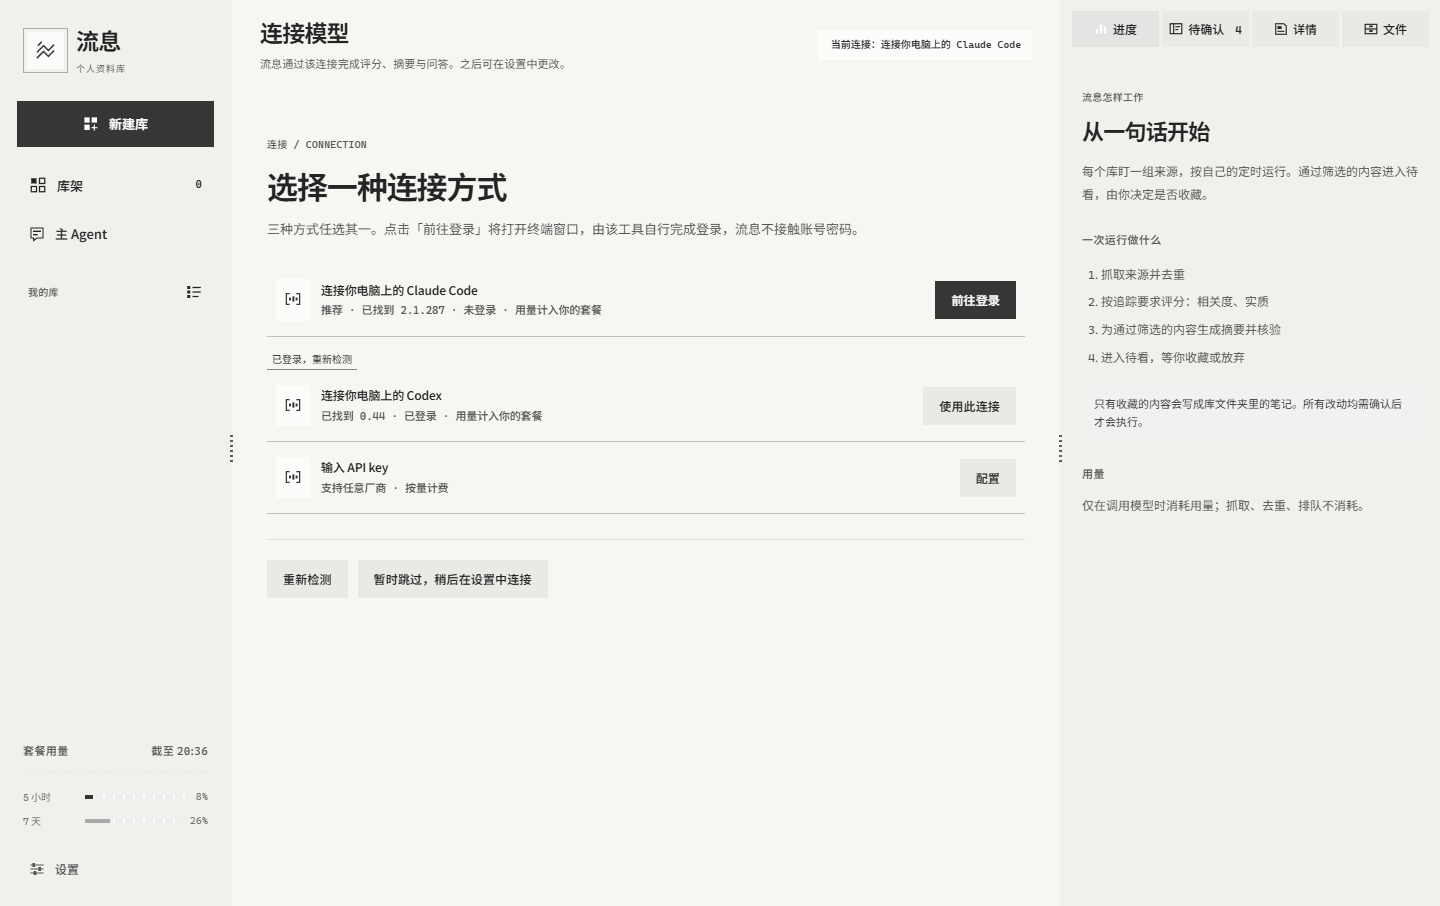 流息
个人资料库
新建库
库架 0
主 Agent
我的库
套餐用量 截至 20:36
5 小时 8%
7 天 26%
设置
连接模型
流息通过该连接完成评分、摘要与问答。之后可在设置中更改。
当前连接：连接你电脑上的 Claude Code
连接 / CONNECTION
选择一种连接方式
三种方式任选其一。点击「前往登录」将打开终端窗口，由该工具自行完成登录，流息不接触账号密码。
连接你电脑上的 Claude Code
推荐 · 已找到 2.1.287 · 未登录 · 用量计入你的套餐
前往登录
已登录，重新检测
连接你电脑上的 Codex
已找到 0.44 · 已登录 · 用量计入你的套餐
使用此连接
输入 API key
支持任意厂商 · 按量计费
配置
重新检测
暂时跳过，稍后在设置中连接
进度
待确认 4
详情
文件
流息怎样工作
从一句话开始
每个库盯一组来源，按自己的定时运行。通过筛选的内容进入待
看，由你决定是否收藏。
一次运行做什么
1. 抓取来源并去重
2. 按追踪要求评分：相关度、实质
3. 为通过筛选的内容生成摘要并核验
4. 进入待看，等你收藏或放弃
只有收藏的内容会写成库文件夹里的笔记。所有改动均需确认后
才会执行。
用量
仅在调用模型时消耗用量；抓取、去重、排队不消耗。